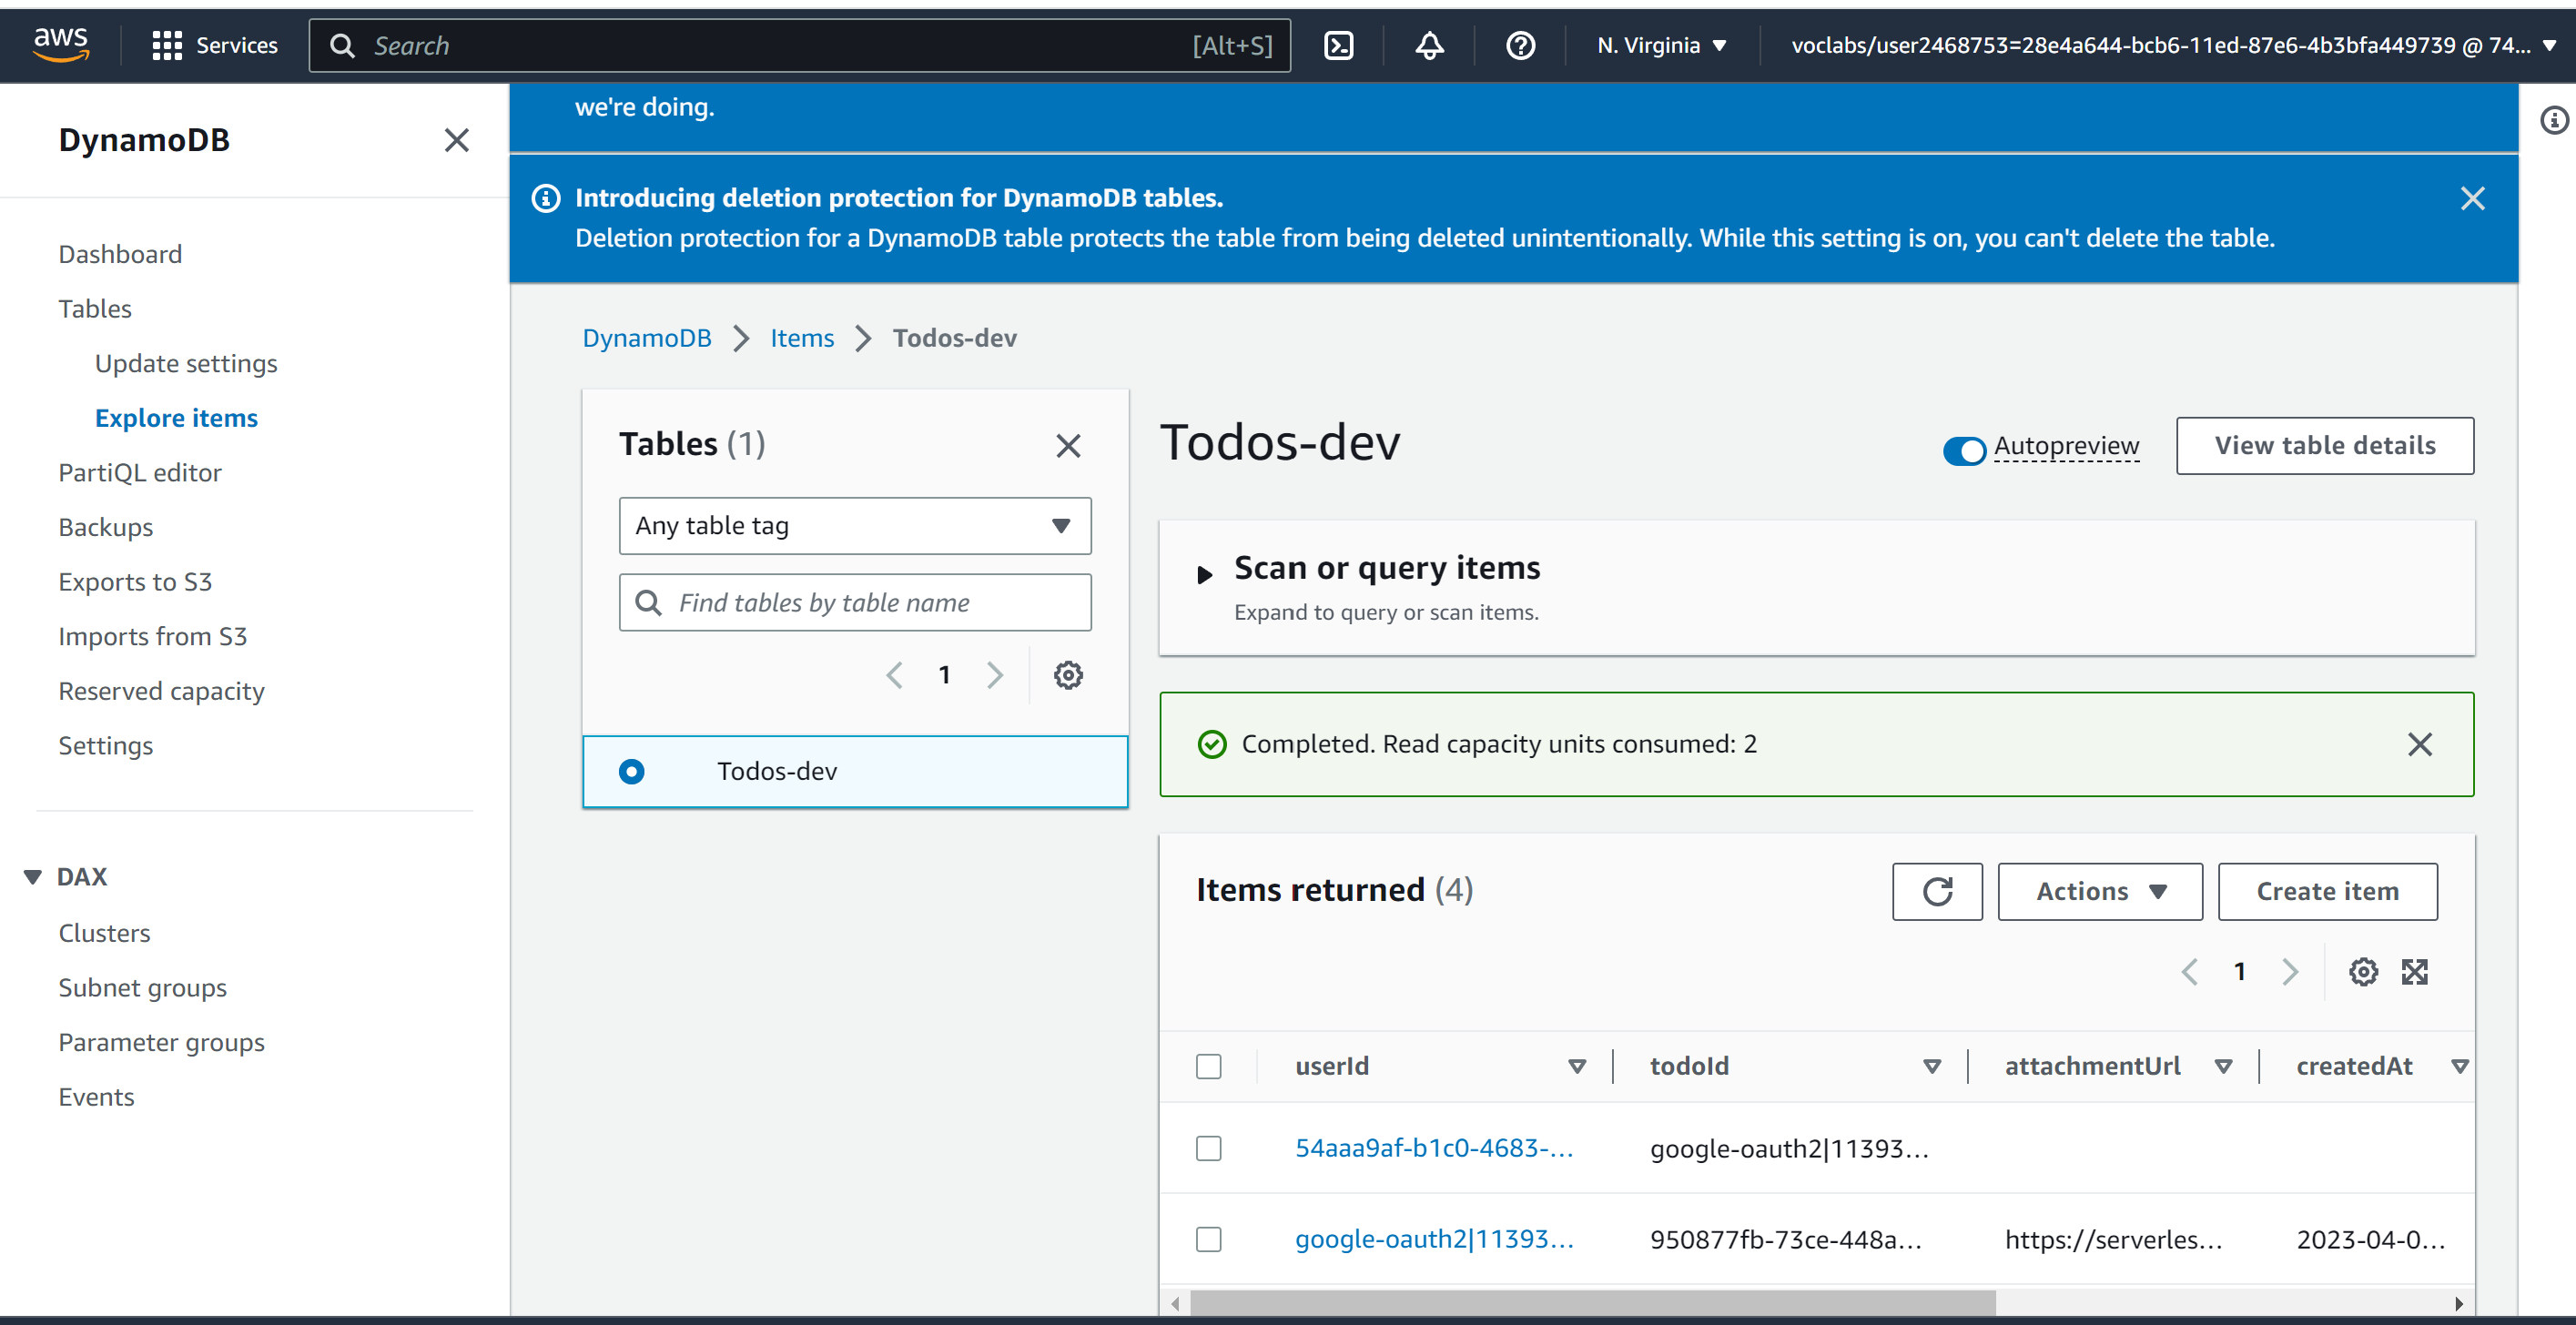 aws
Services
Search
[Alt+S]
N. Virginia
voclabs/user2468753=28e4a644-bcb6-11ed-87e6-4b3bfa449739 @ 74...
DynamoDB
Dashboard
Tables
Update settings
Explore items
PartiQL editor
Backups
Exports to S3
Imports from S3
Reserved capacity
Settings
DAX
Clusters
Subnet groups
Parameter groups
Events
we're doing.
Introducing deletion protection for DynamoDB tables.
Deletion protection for a DynamoDB table protects the table from being deleted unintentionally. While this setting is on, you can't delete the table.
DynamoDB
Items
Todos-dev
Tables (1)
Any table tag
Find tables by table name
1
Todos-dev
Todos-dev
Autopreview
View table details
Scan or query items
Expand to query or scan items.
Completed. Read capacity units consumed: 2
Items returned (4)
Actions
Create item
1
userId
todoId
attachmentUrl
createdAt
54aaa9af-b1c0-4683-...
google-oauth2|11393...
google-oauth2|11393...
950877fb-73ce-448a...
https://serverles...
2023-04-0...